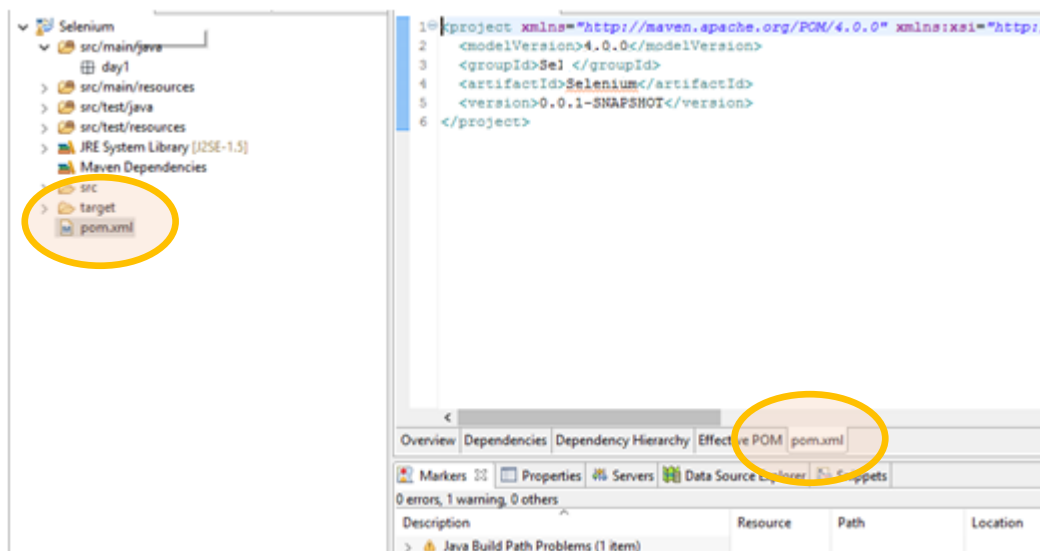 Selenium
src/main/java
day1
src/main/resources
src/test/java
src/test/resources
JRE System Library [J2SE-1.5]
Maven Dependencies
src
target
pom.xml
1 <project xmlns="http://maven.apache.org/POM/4.0.0" xmlns:xsi="http:/
2 <modelVersion>4.0.0</modelVersion>
3 <groupId>Sel </groupId>
4 <artifactId>Selenium</artifactId>
5 <version>0.0.1-SNAPSHOT</version>
6 </project>
Overview Dependencies Dependency Hierarchy Effective POM pom.xml
Markers Properties Servers Data Source Explorer Snippets
0 errors, 1 warning, 0 others
Description Resource Path Location
Java Build Path Problems (1 item)